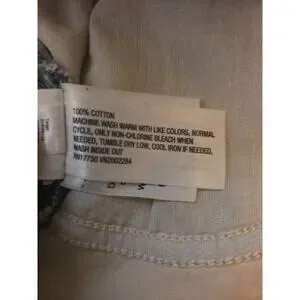 100% COTTON
MACHINE WASH WARM WITH LIKE COLORS, NORMAL
CYCLE, ONLY NON-CHLORINE BLEACH WHEN
NEEDED, TUMBLE DRY LOW, COOL IRON IF NEEDED,
WASH INSIDE OUT
RN17730 VN2002284